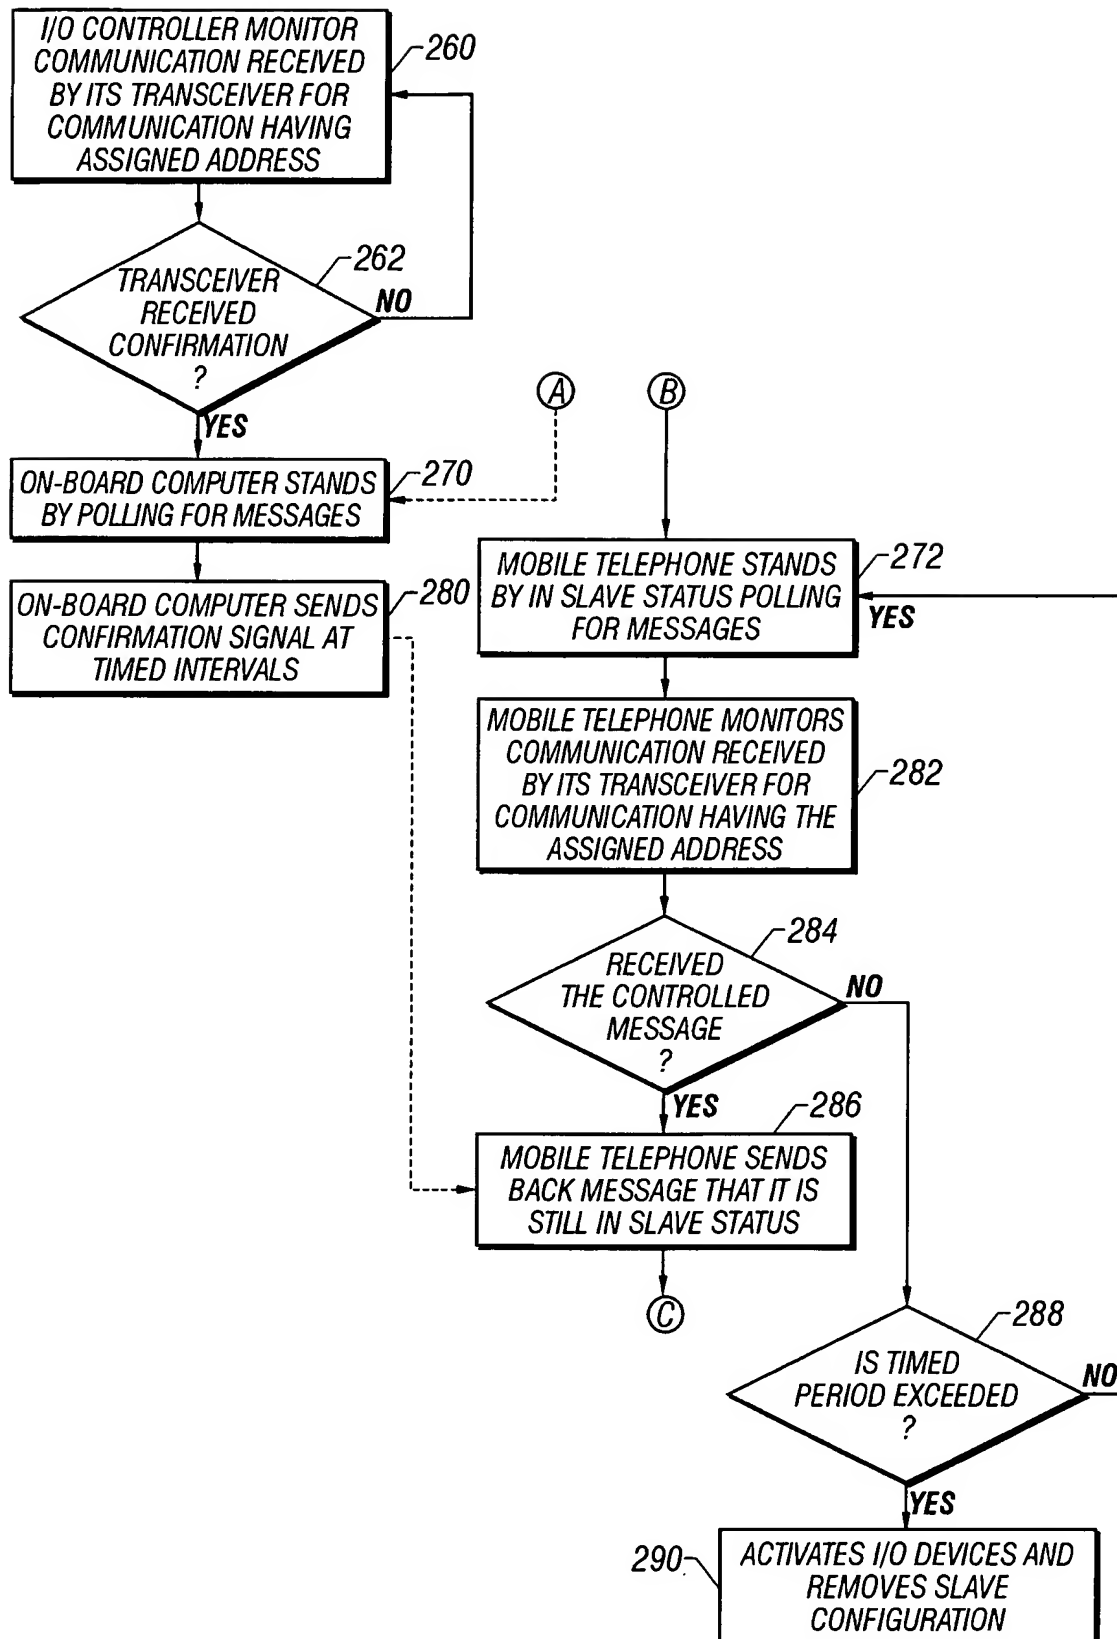 I/O CONTROLLER MONITOR
COMMUNICATION RECEIVED
BY ITS TRANSCEIVER FOR
COMMUNICATION HAVING
ASSIGNED ADDRESS
260
TRANSCEIVER
RECEIVED
CONFIRMATION
?
262
NO
YES
A
B
ON-BOARD COMPUTER STANDS
BY POLLING FOR MESSAGES
270
ON-BOARD COMPUTER SENDS
CONFIRMATION SIGNAL AT
TIMED INTERVALS
280
MOBILE TELEPHONE STANDS
BY IN SLAVE STATUS POLLING
FOR MESSAGES
272
YES
MOBILE TELEPHONE MONITORS
COMMUNICATION RECEIVED
BY ITS TRANSCEIVER FOR
COMMUNICATION HAVING THE
ASSIGNED ADDRESS
282
RECEIVED
THE CONTROLLED
MESSAGE
?
284
NO
YES
MOBILE TELEPHONE SENDS
BACK MESSAGE THAT IT IS
STILL IN SLAVE STATUS
286
C
IS TIMED
PERIOD EXCEEDED
?
288
NO
YES
ACTIVATES I/O DEVICES AND
REMOVES SLAVE
CONFIGURATION
290